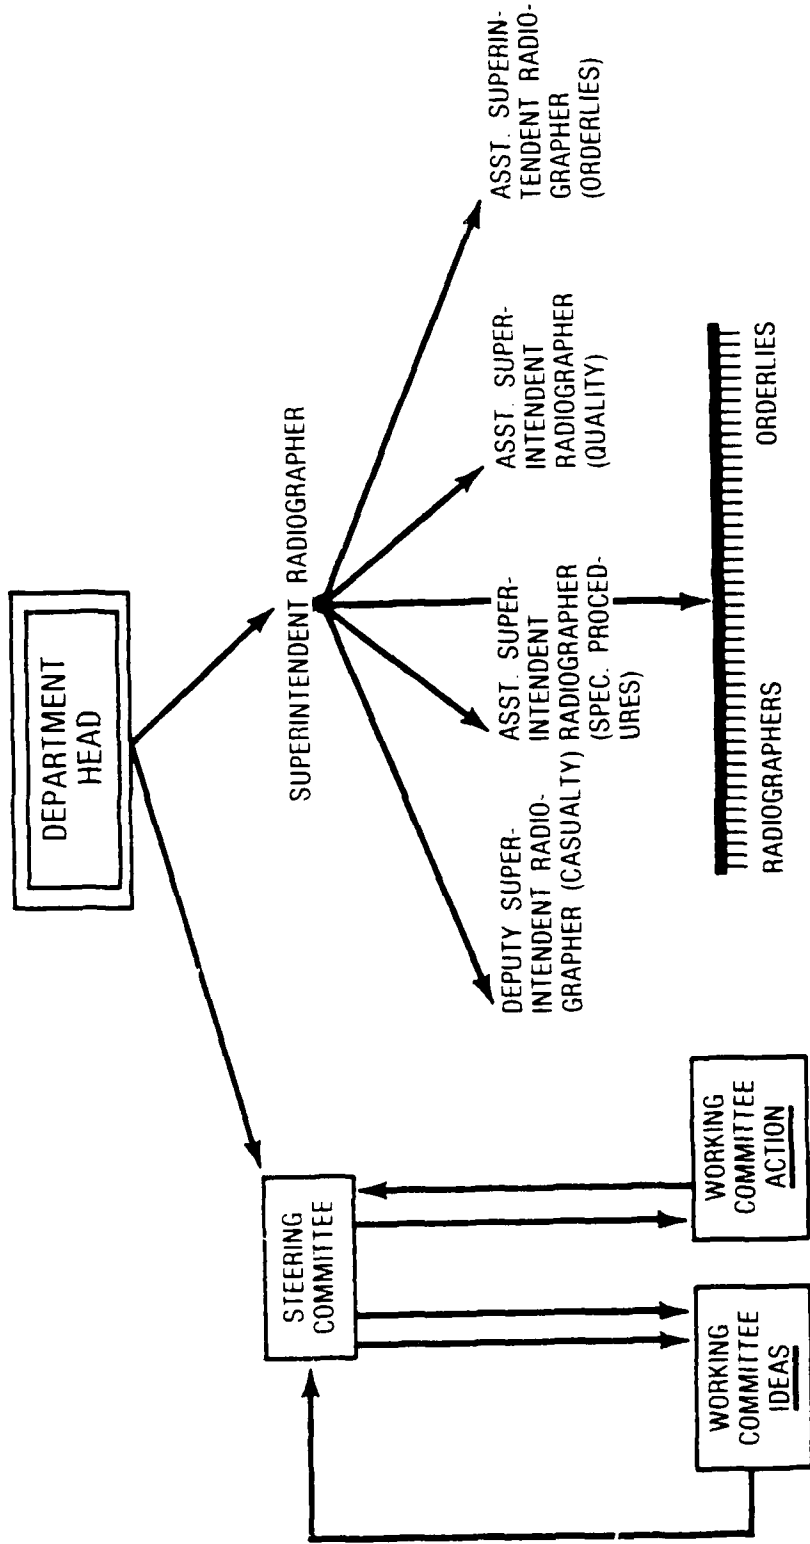 DEPARTMENT
HEAD
STEERING
COMMITTEE
SUPERINTENDENT RADIOGRAPHER
DEPUTY SUPER-
INTENDENT RADIO-
GRAPHER (CASUALTY)
ASST. SUPER-
INTENDENT
RADIOGRAPHER
(SPEC. PROCED-
URES)
ASST. SUPER-
INTENDENT
RADIOGRAPHER
(QUALITY)
ASST. SUPERIN-
TENDENT RADIO-
GRAPHER
(ORDERLIES)
WORKING
COMMITTEE
IDEAS
WORKING
COMMITTEE
ACTION
RADIOGRAPHERS
ORDERLIES